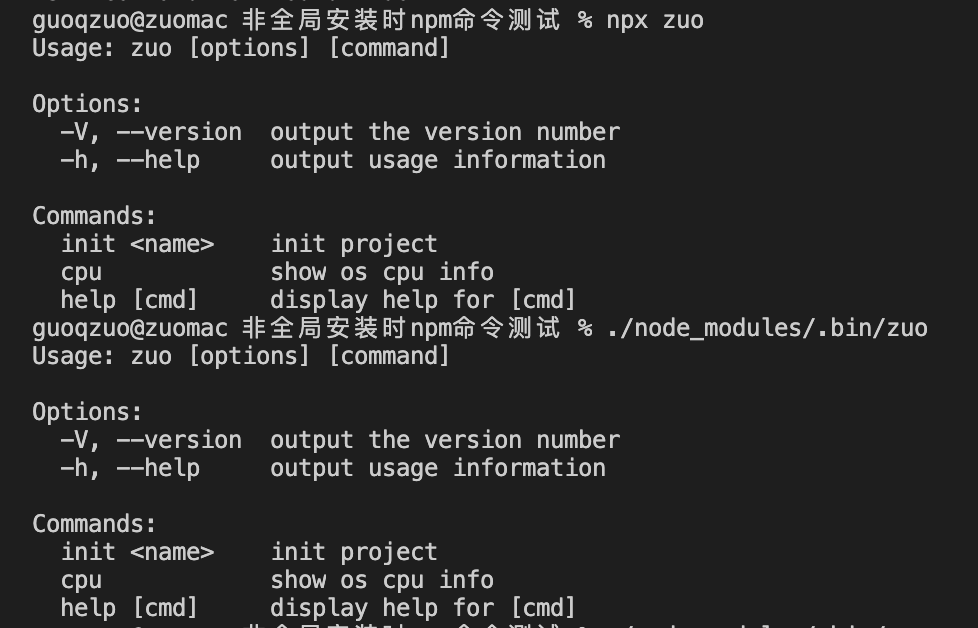 guoqzuo@zuomac 非全局安装时npm命令测试 % npx zuo
Usage: zuo [options] [command]
Options:
-V, --version output the version number
-h, --help output usage information
Commands:
init <name> init project
cpu show os cpu info
help [cmd] display help for [cmd]
guoqzuo@zuomac 非全局安装时npm命令测试 % ./node_modules/.bin/zuo
Usage: zuo [options] [command]
Options:
-V, --version output the version number
-h, --help output usage information
Commands:
init <name> init project
cpu show os cpu info
help [cmd] display help for [cmd]